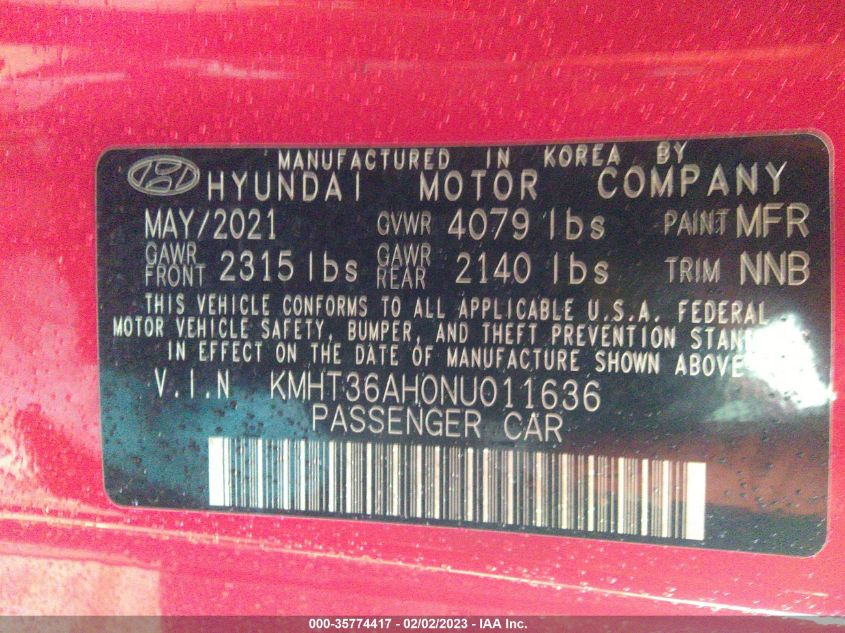 MANUFACTURED IN KOREA BY
HYUNDAI MOTOR COMPANY
MAY/2021 GVWR 4079 lbs PAINT MFR
GAWR FRONT 2315 lbs GAWR REAR 2140 lbs TRIM NNB
THIS VEHICLE CONFORMS TO ALL APPLICABLE U.S.A. FEDERAL
MOTOR VEHICLE SAFETY, BUMPER, AND THEFT PREVENTION
IN EFFECT ON THE DATE OF MANUFACTURE SHOWN ABOVE
V.I.N KMHT36AH0NU011636
PASSENGER CAR
000-35774417 - 02/02/2023 - IAA Inc.